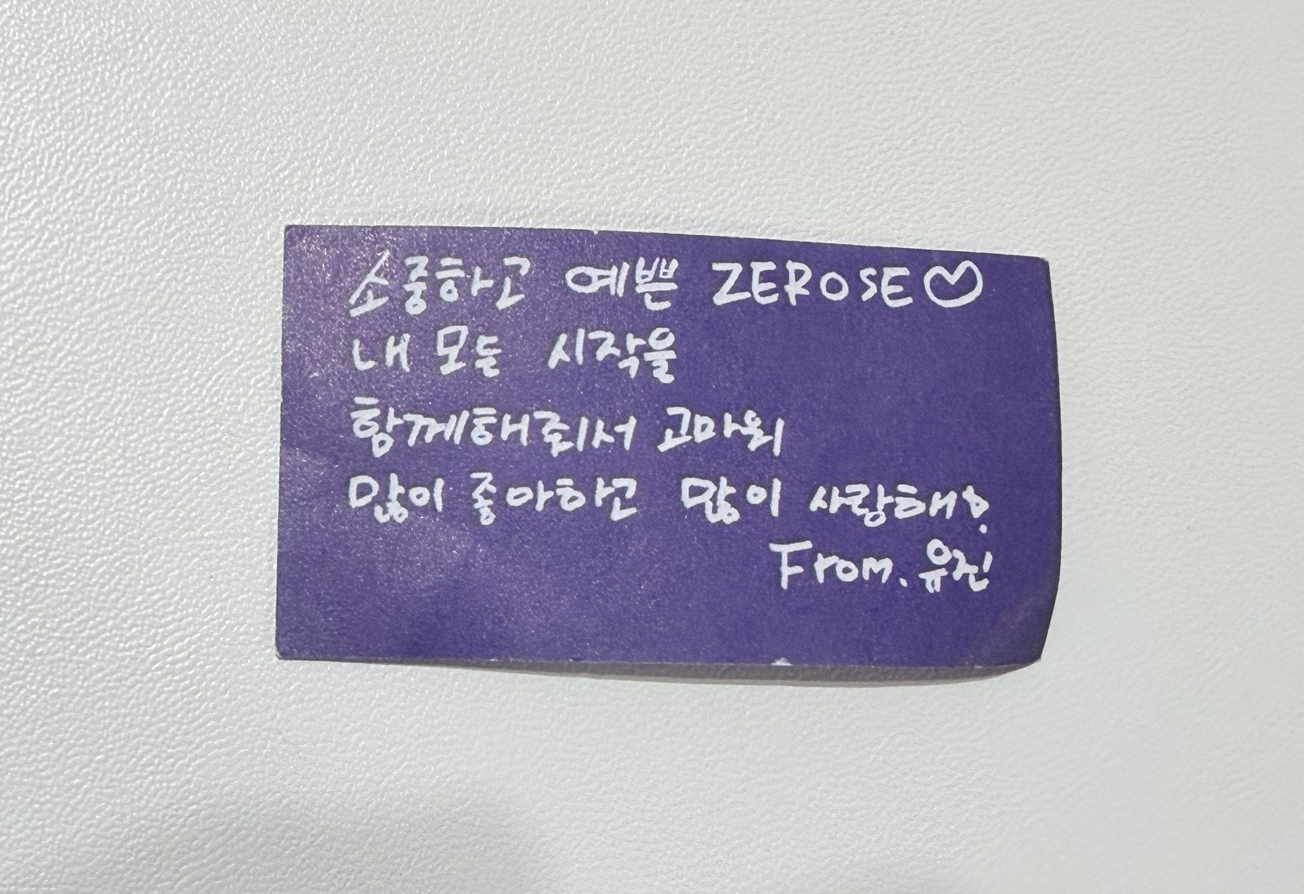 소중하고 예쁜 ZEROSE♡
내 모든 시작을
함께해줘서 고마워
많이 좋아하고 많이 사랑해?
From. 유진